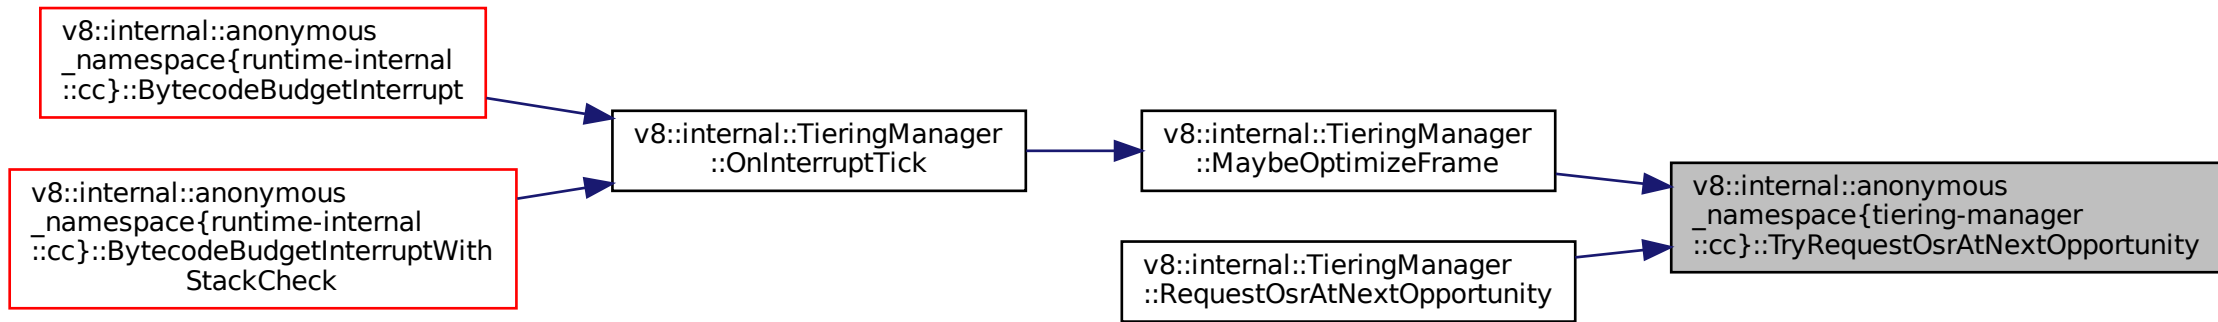 v8::internal::anonymous
_namespace{runtime-internal
::cc}::BytecodeBudgetInterrupt
v8::internal::anonymous
_namespace{runtime-internal
::cc}::BytecodeBudgetInterruptWith
StackCheck
v8::internal::TieringManager
::OnInterruptTick
v8::internal::TieringManager
::MaybeOptimizeFrame
v8::internal::TieringManager
::RequestOsrAtNextOpportunity
v8::internal::anonymous
_namespace{tiering-manager
::cc}::TryRequestOsrAtNextOpportunity